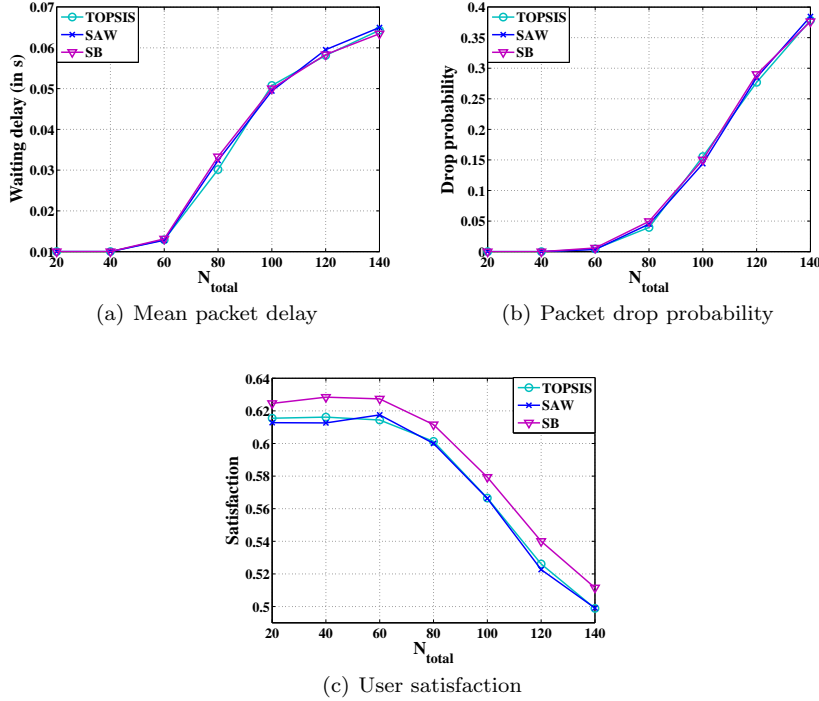 0.07
0.06
0.05
0.04
0.03
0.02
0.01
Waiting delay (in s)
TOPSIS
SAW
SB
20 40 60 80 100 120 140
N_total
(a) Mean packet delay
0.4
0.35
0.3
0.25
0.2
0.15
0.1
0.05
0
Drop probability
TOPSIS
SAW
SB
20 40 60 80 100 120 140
N_total
(b) Packet drop probability
0.64
0.62
0.6
0.58
0.56
0.54
0.52
0.5
Satisfaction
TOPSIS
SAW
SB
20 40 60 80 100 120 140
N_total
(c) User satisfaction